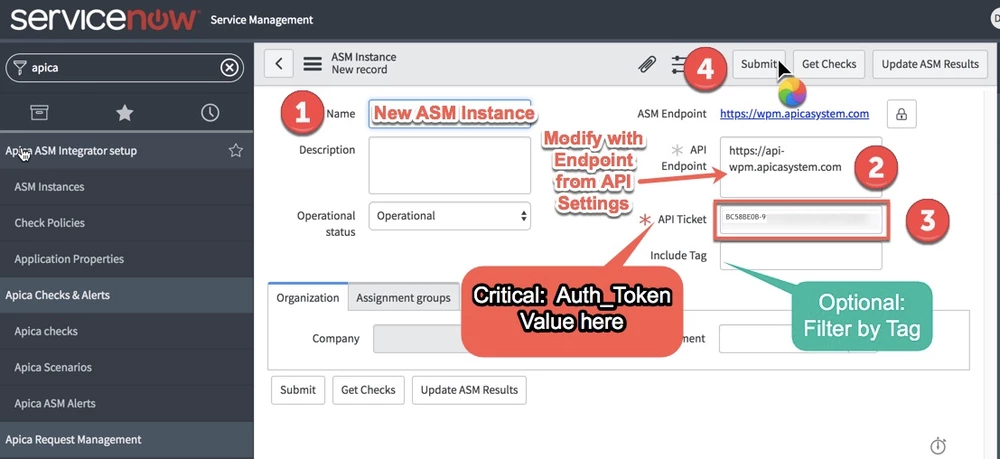 servicenow Service Management
apica
Apica ASM Integrator setup
ASM Instances
Check Policies
Application Properties
Apica Checks & Alerts
Apica checks
Apica Scenarios
Apica ASM Alerts
Apica Request Management
ASM Instance
New record
4
Submit
Get Checks
Update ASM Results
1
Name
New ASM Instance
ASM Endpoint
https://wpm.apicasystem.com
Description
Modify with
Endpoint
from API
Settings
API
Endpoint
https://api-
wpm.apicasystem.com
2
Operational
status
Operational
API Ticket
BC58BE0B-9
3
Include Tag
Critical: Auth_Token
Value here
Optional:
Filter by Tag
Organization
Assignment groups
Company
Submit
Get Checks
Update ASM Results